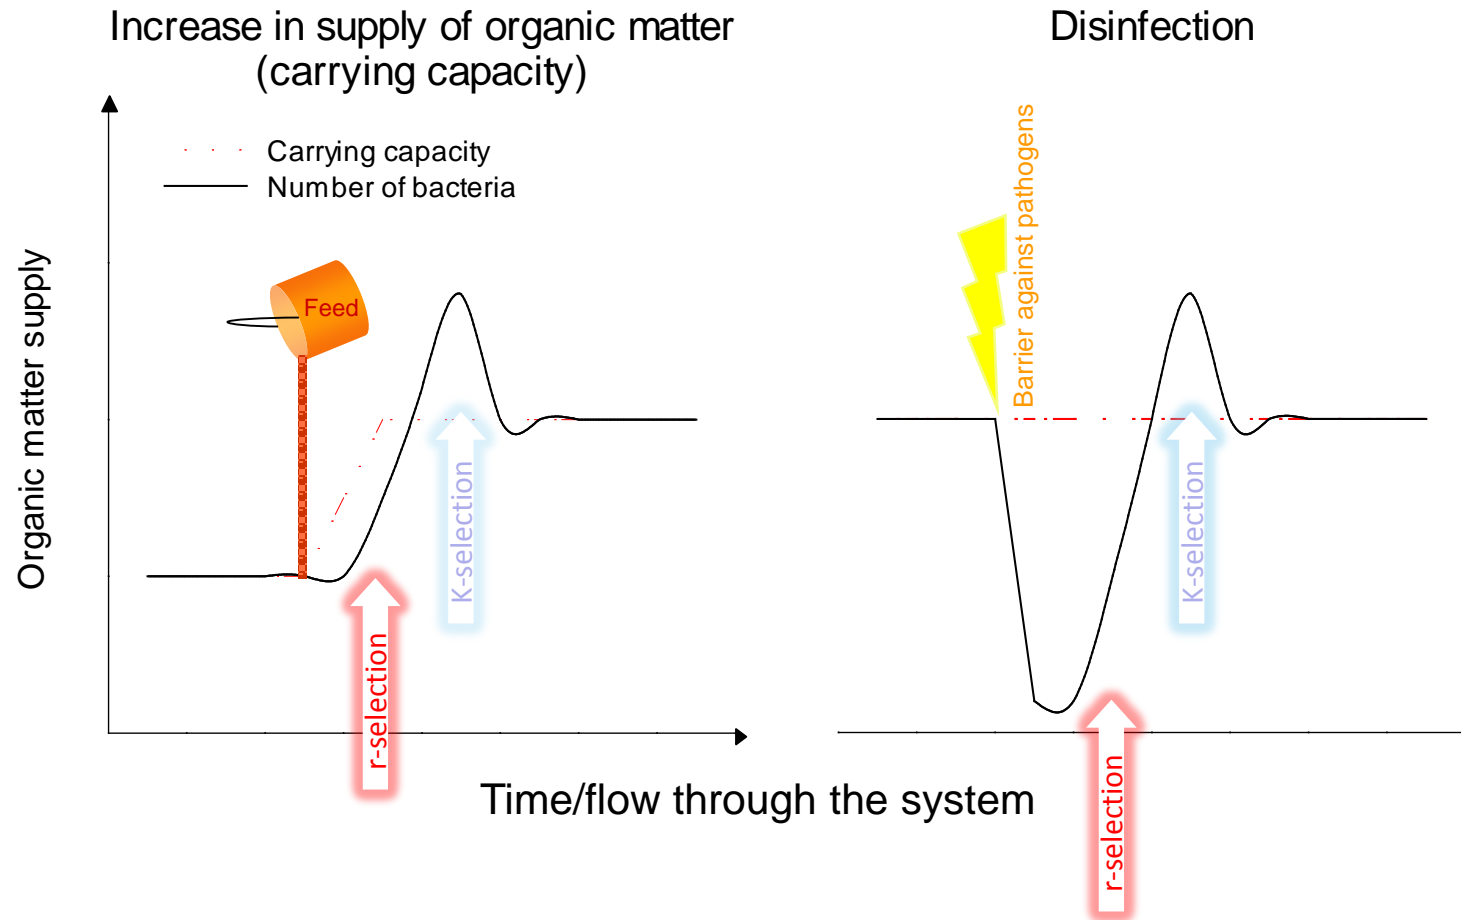 Increase in supply of organic matter
(carrying capacity)
Disinfection
Carrying capacity
Number of bacteria
Feed
Barrier against pathogens
Organic matter supply
K-selection
r-selection
K-selection
r-selection
Time/flow through the system